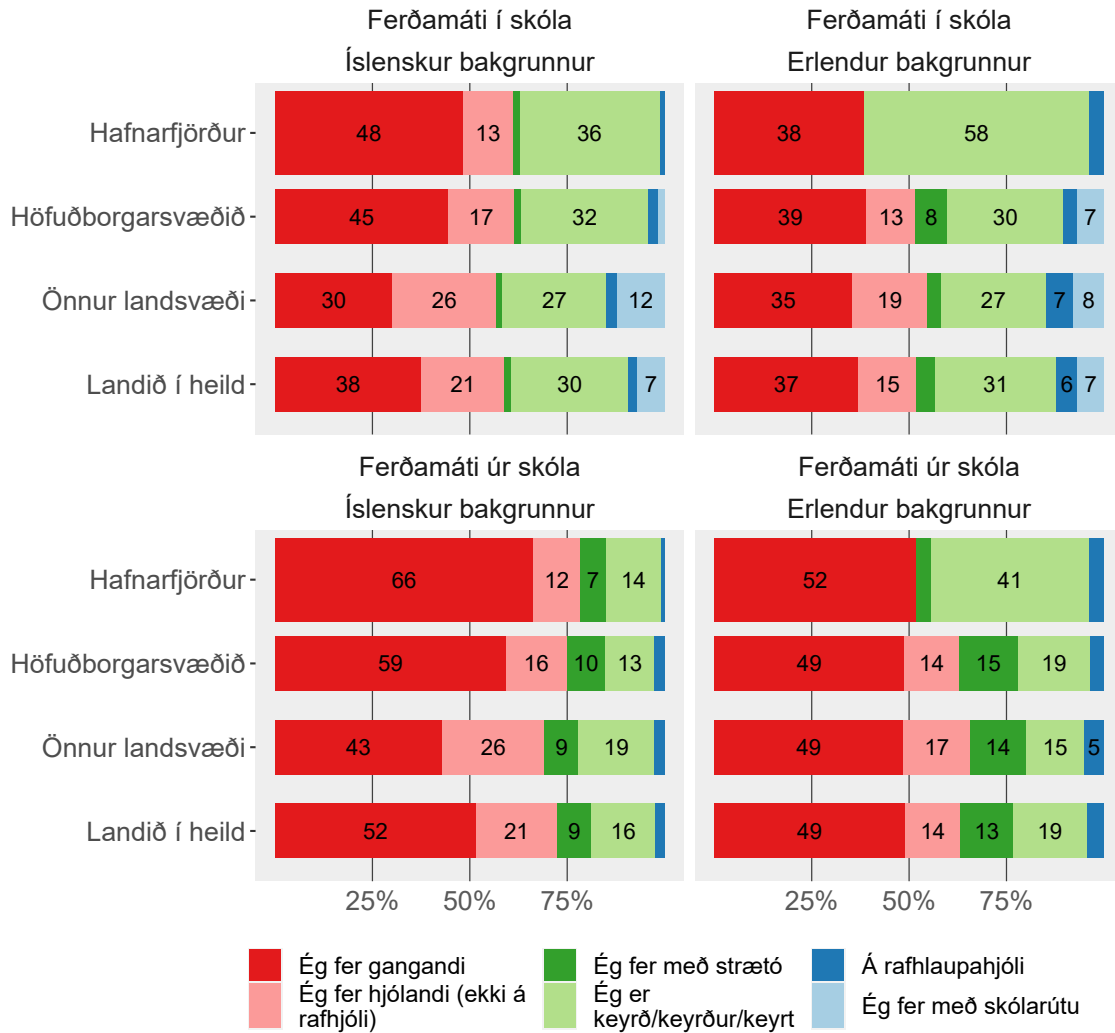 Ferðamáti í skóla
Íslenskur bakgrunnur
Ferðamáti í skóla
Erlendur bakgrunnur
Hafnarfjörður
48 13 36
38 58
Höfuðborgarsvæðið
45 17 32
39 13 8 30 7
Önnur landsvæði
30 26 27 12
35 19 27 7 8
Landið í heild
38 21 30 7
37 15 31 6 7
Ferðamáti úr skóla
Íslenskur bakgrunnur
Ferðamáti úr skóla
Erlendur bakgrunnur
Hafnarfjörður
66 12 7 14
52 41
Höfuðborgarsvæðið
59 16 10 13
49 14 15 19
Önnur landsvæði
43 26 9 19
49 17 14 15 5
Landið í heild
52 21 9 16
49 14 13 19
25% 50% 75%
25% 50% 75%
Ég fer gangandi
Ég fer hjólandi (ekki á
rafhjóli)
Ég fer með strætó
Ég er
keyrð/keyrður/keyrt
Á rafhlaupahjóli
Ég fer með skólarútu